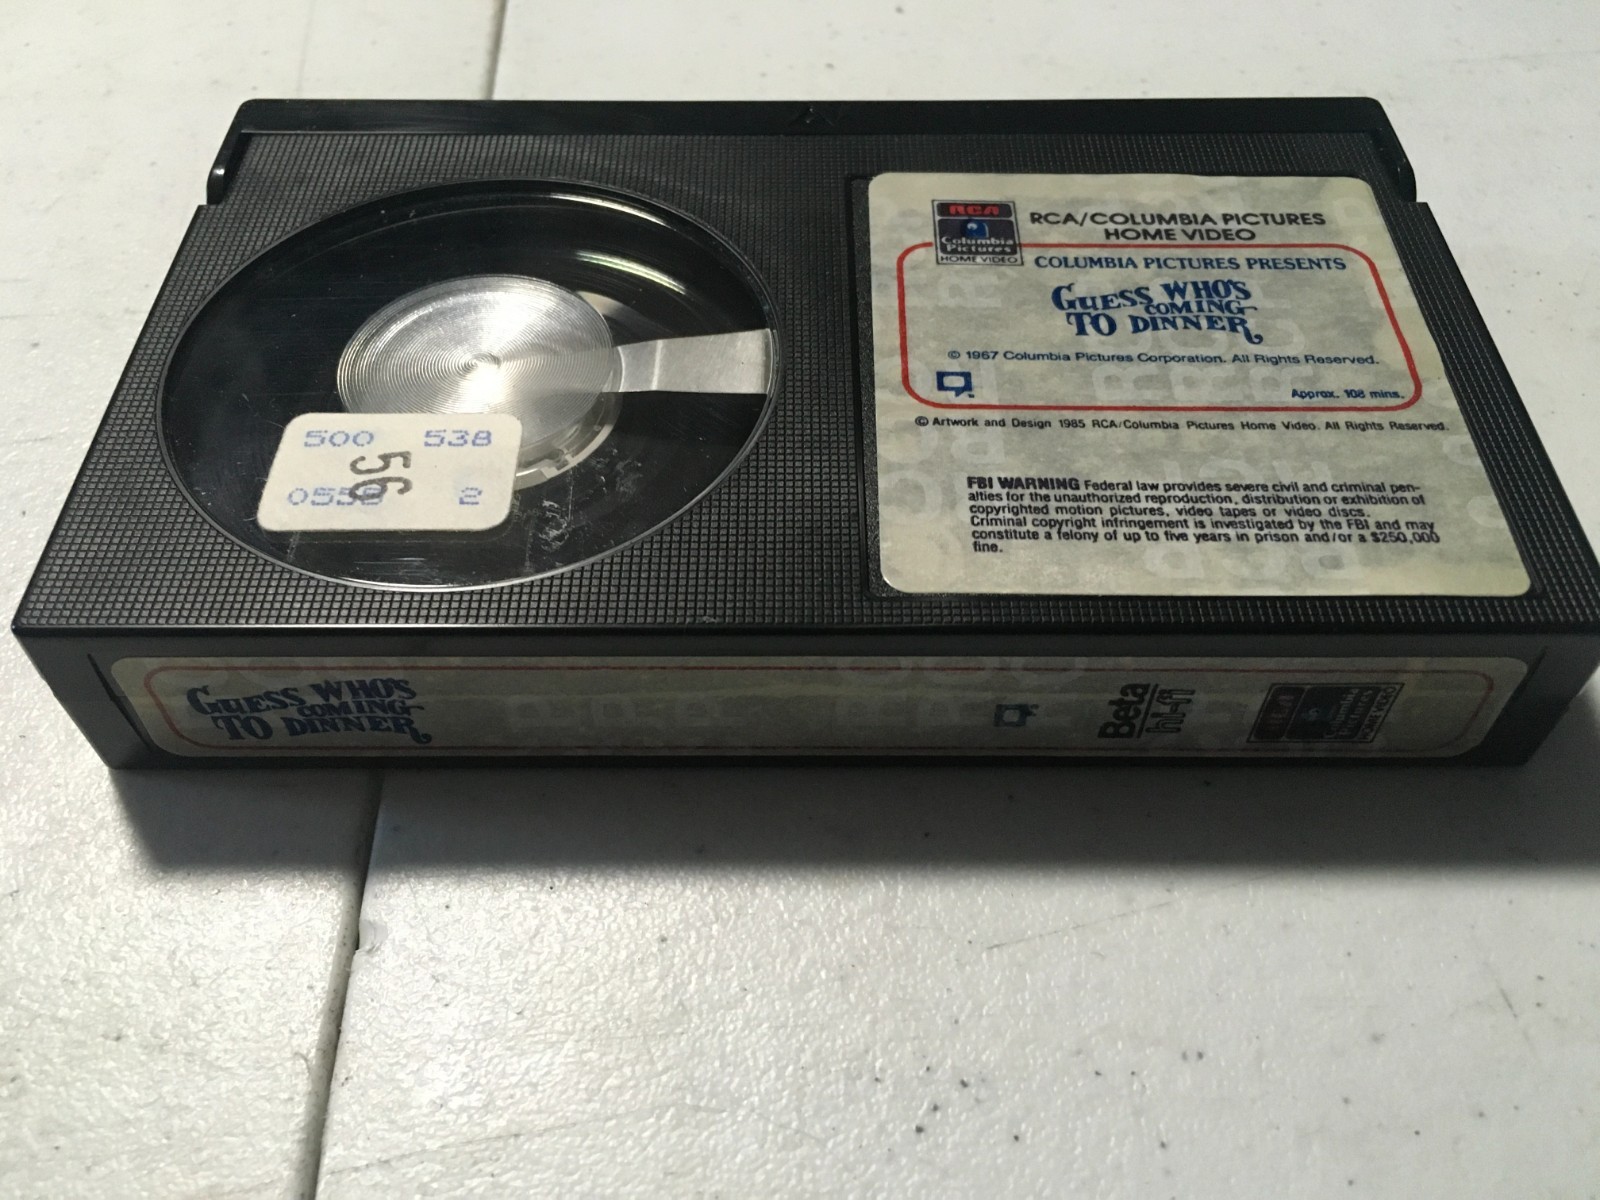 500 538
56
2
RCA
Columbia
Pictures
HOME VIDEO
RCA/COLUMBIA PICTURES
HOME VIDEO
COLUMBIA PICTURES PRESENTS
GUESS WHO'S
COMING
TO DINNER
© 1967 Columbia Pictures Corporation. All Rights Reserved.
Approx. 108 mins.
© Artwork and Design 1985 RCA/Columbia Pictures Home Video. All Rights Reserved.
FBI WARNING Federal law provides severe civil and criminal pen-
alties for the unauthorized reproduction, distribution or exhibition of
copyrighted motion pictures, video tapes or video discs.
Criminal copyright infringement is investigated by the FBI and may
constitute a felony of up to five years in prison and/or a $250,000
fine.
GUESS WHO'S
COMING
TO DINNER
Beta
hi-fi
RCA
Columbia
Pictures
HOME VIDEO